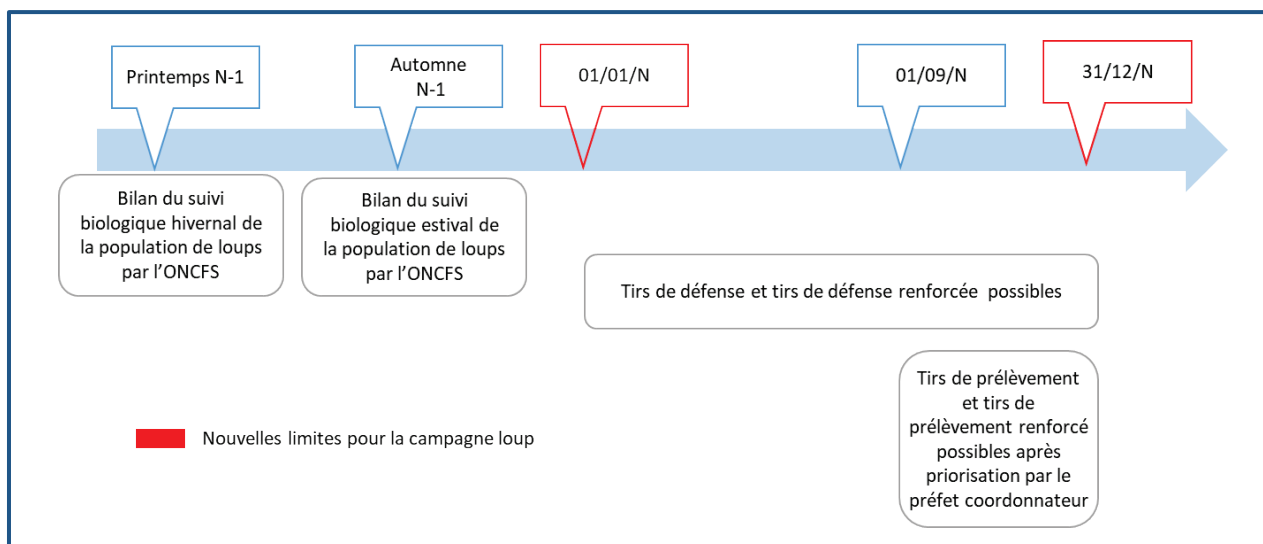 Printemps N-1
Automne
N-1
01/01/N
01/09/N
31/12/N
Bilan du suivi
biologique hivernal de
la population de loups
par l'ONCFS
Bilan du suivi
biologique estival de
la population de loups
par l'ONCFS
Tirs de défense et tirs de défense renforcée possibles
Tirs de prélèvement
et tirs de
prélèvement renforcé
possibles après
priorisation par le
préfet coordonnateur
Nouvelles limites pour la campagne loup